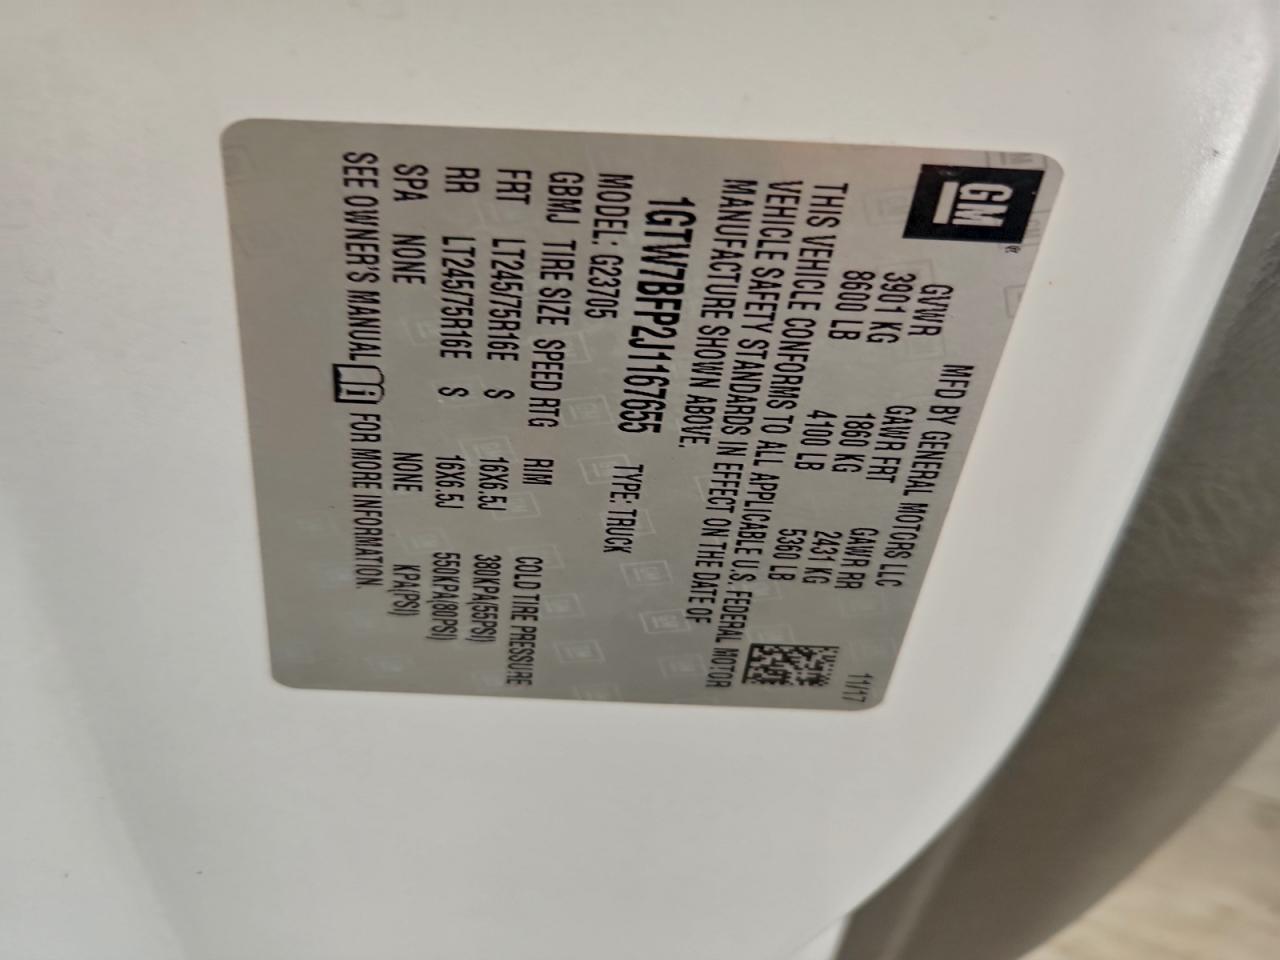 GM
MFD BY GENERAL MOTORS LLC 11/17
GVWR GAWR FRT GAWR RR
3901 KG 1860 KG 2431 KG
8600 LB 4100 LB 5360 LB
THIS VEHICLE CONFORMS TO ALL APPLICABLE U.S. FEDERAL MOTOR
VEHICLE SAFETY STANDARDS IN EFFECT ON THE DATE OF
MANUFACTURE SHOWN ABOVE.
1GTW7BFP2J1167655 TYPE: TRUCK
MODEL: G23705
GBMJ TIRE SIZE SPEED RTG RIM COLD TIRE PRESSURE
FRT LT245/75R16E S 16X6.5J 380KPA(55PSI)
RR LT245/75R16E S 16X6.5J 550KPA(80PSI)
SPA NONE NONE KPA(PSI)
SEE OWNER'S MANUAL FOR MORE INFORMATION.